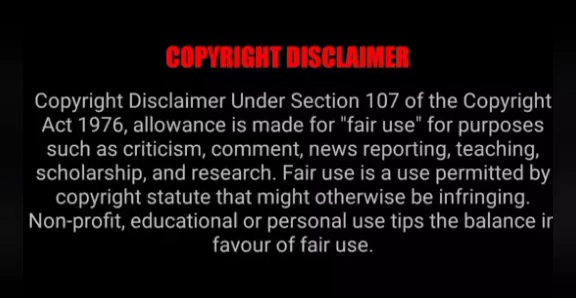 COPYRIGHT DISCLAIMER
Copyright Disclaimer Under Section 107 of the Copyright
Act 1976, allowance is made for "fair use" for purposes
such as criticism, comment, news reporting, teaching,
scholarship, and research. Fair use is a use permitted by
copyright statute that might otherwise be infringing.
Non-profit, educational or personal use tips the balance in
favour of fair use.